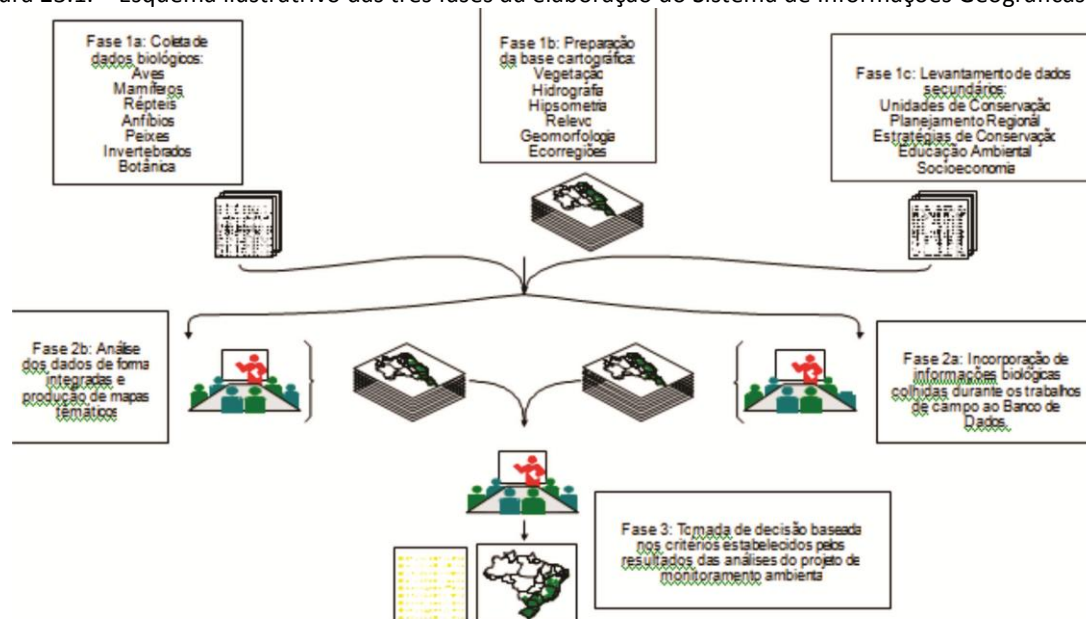 23.1. Esquema ilustrativo das três fases da elaboração do Sistema de Informações Geográficas
Fase 1a: Coleta de
dados biológicos:
Aves
Mamíferos
Répteis
Anfíbios
Peixes
Invertebrados
Botânica
Fase 1b: Preparação
da base cartográfica:
Vegetação
Hidrografia
Hipsometria
Relevo
Geomorfologia
Ecorregiões
Fase 1c: Levantamento de dados
secundários:
Unidades de Conservação
Planejamento Regional
Estratégias de Conservação
Educação Ambiental
Socioeconomia
Fase 2b: Análise
dos dados de forma
integradas e
produção de mapas
temáticos
Fase 2a: Incorporação de
informações biológicas
colhidas durante os trabalhos
de campo ao Banco de
Dados.
Fase 3: Tomada de decisão baseada
nos critérios estabelecidos pelos
resultados das análises do projeto de
monitoramento ambienta